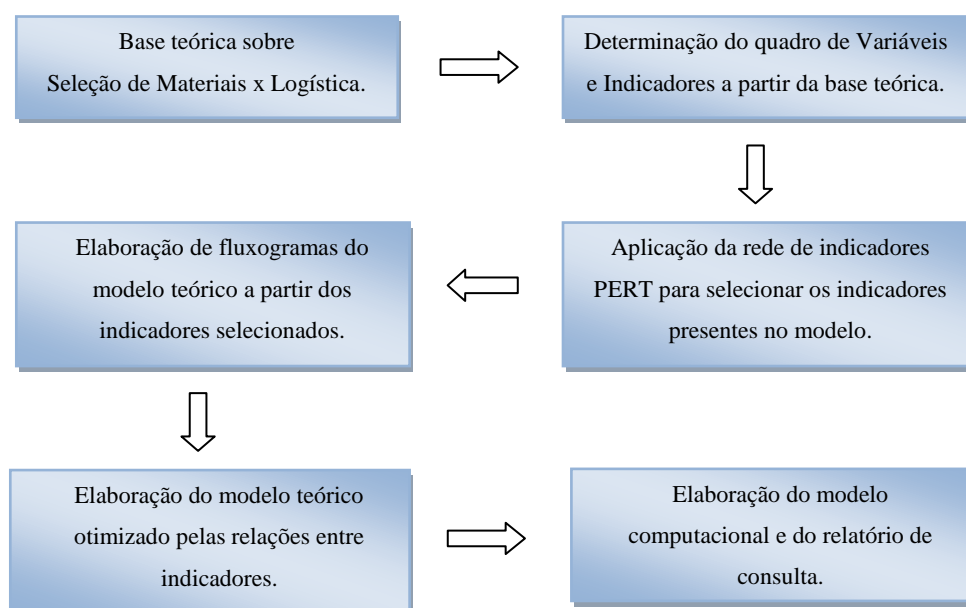 Base teórica sobre
Seleção de Materiais x Logística.
Determinação do quadro de Variáveis
e Indicadores a partir da base teórica.
Aplicação da rede de indicadores
PERT para selecionar os indicadores
presentes no modelo.
Elaboração de fluxogramas do
modelo teórico a partir dos
indicadores selecionados.
Elaboração do modelo teórico
otimizado pelas relações entre
indicadores.
Elaboração do modelo
computacional e do relatório de
consulta.